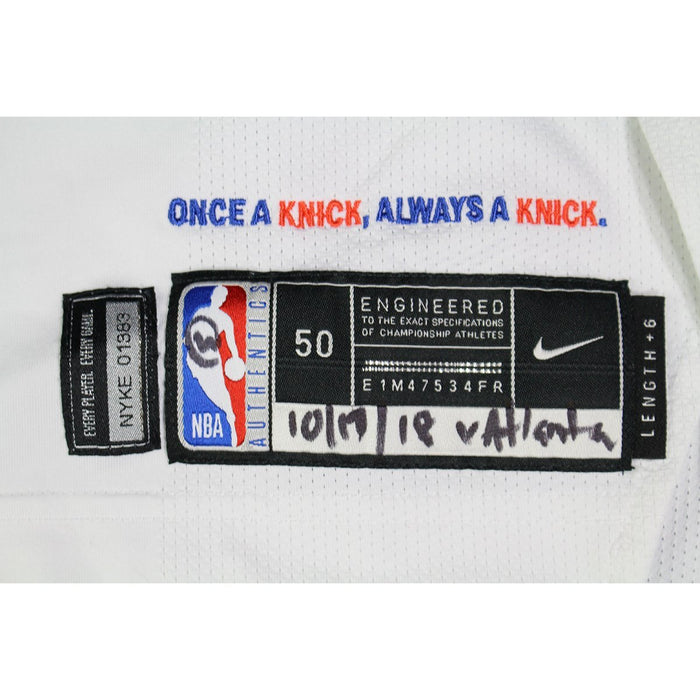 ONCE A KNICK, ALWAYS A KNICK.
EVERY PLAYER. EVERY GAME.
NYKE 01383
NBA
AUTHENTICS
50
ENGINEERED
TO THE EXACT SPECIFICATIONS
OF CHAMPIONSHIP ATHLETES
E1M47534FR
10/17/18 v Atlanta
LENGTH +6